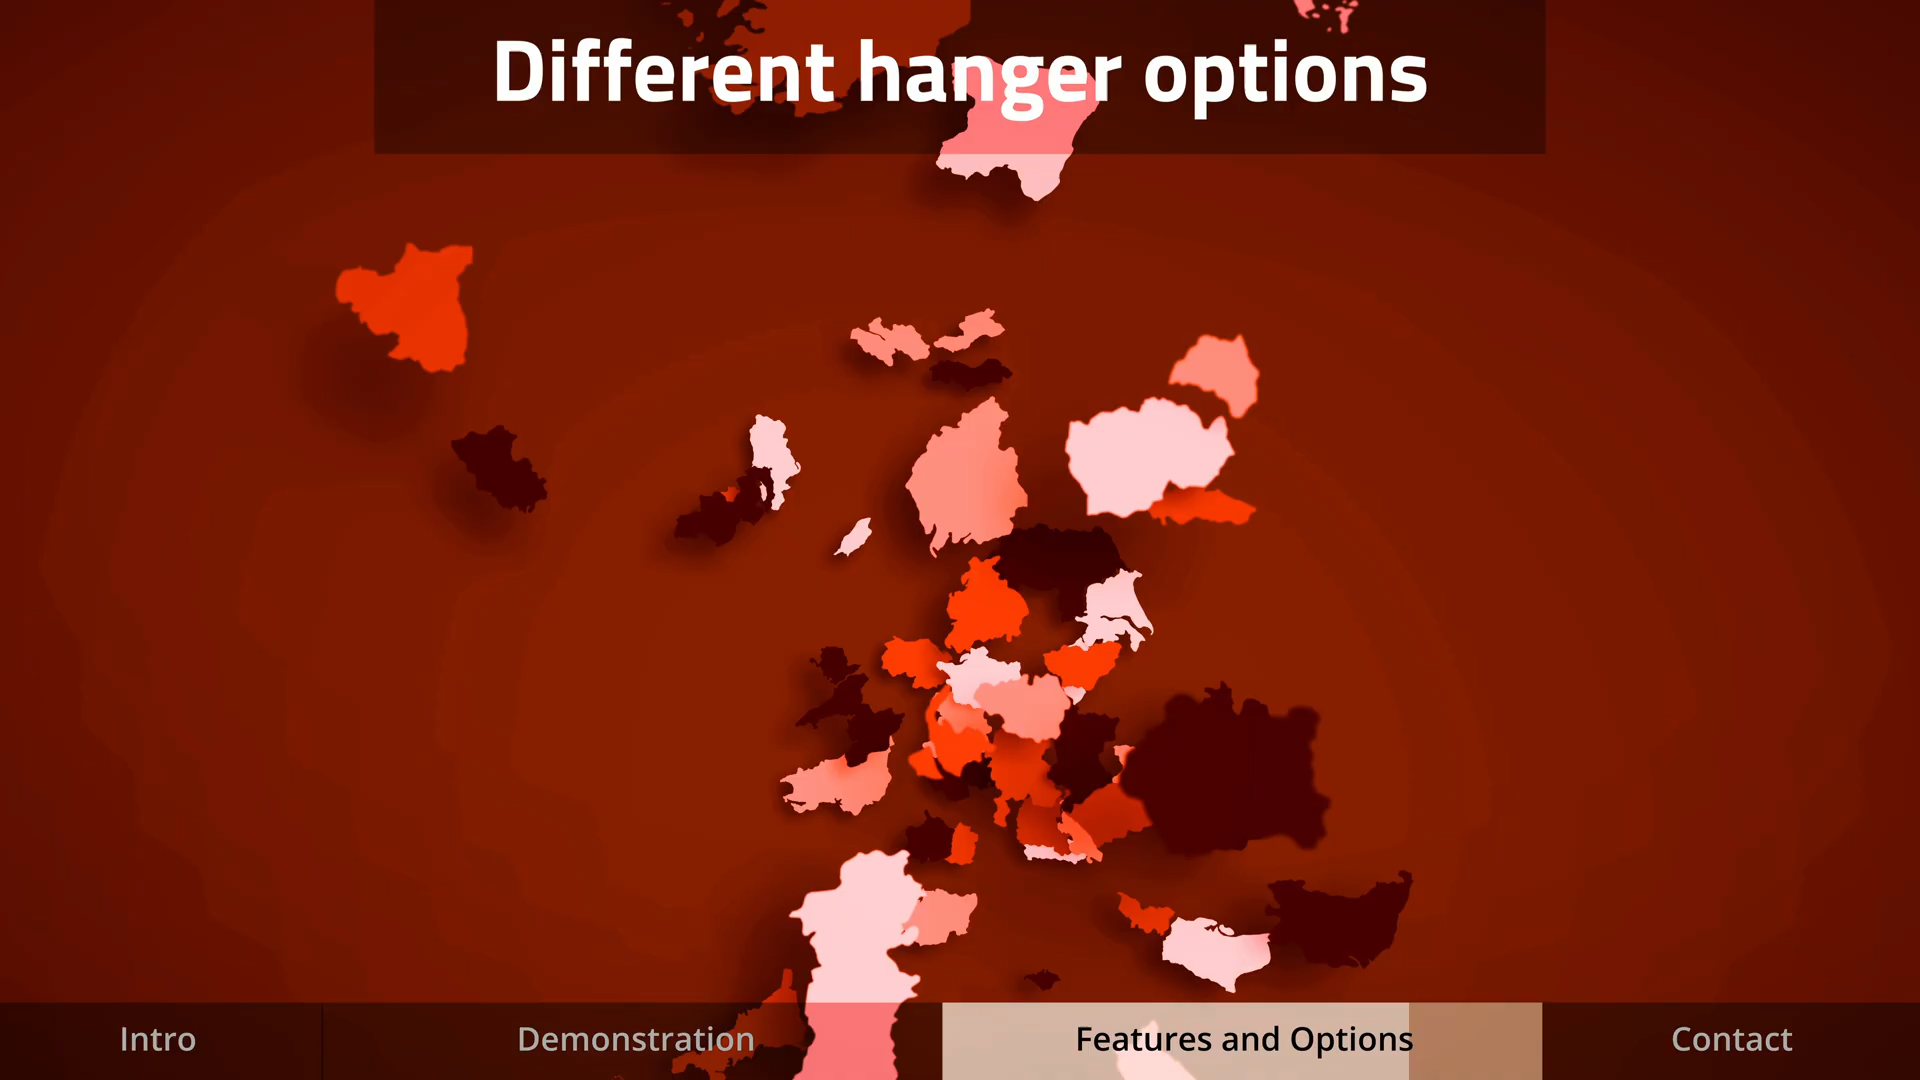 Different hanger options
Intro
Demonstration
Features and Options
Contact